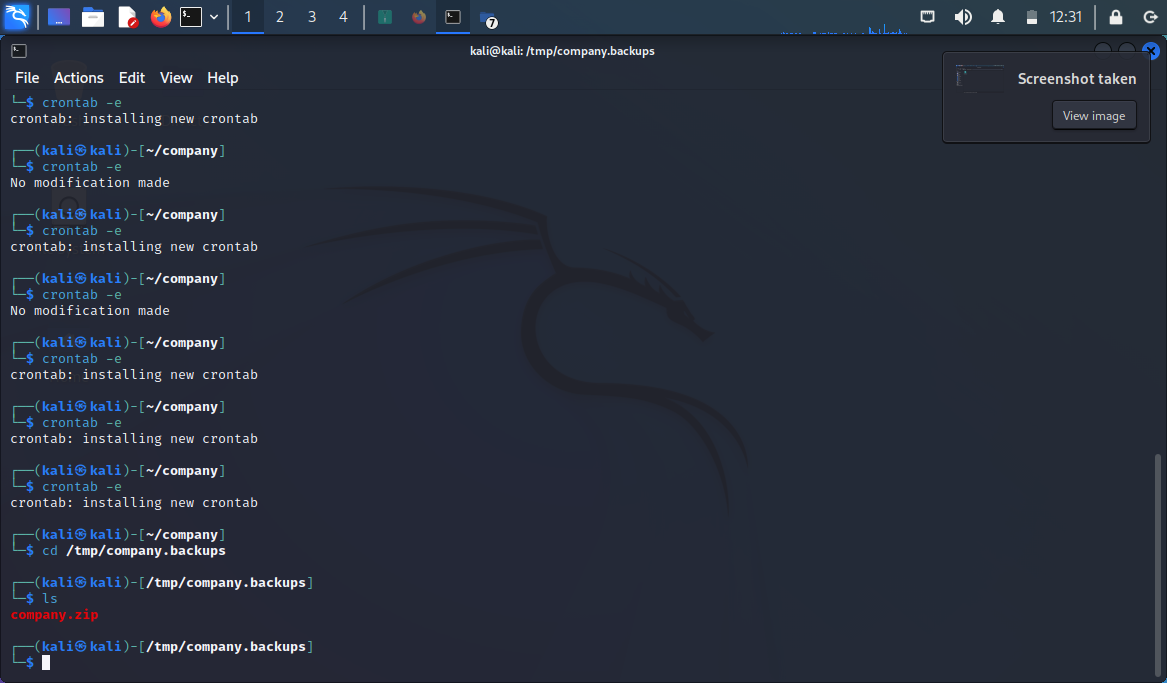 1 2 3 4 7 12:31
kali@kali: /tmp/company.backups
File Actions Edit View Help
Screenshot taken
View image
└─$ crontab -e
crontab: installing new crontab
┌──(kali㉿kali)-[~/company]
└─$ crontab -e
No modification made
┌──(kali㉿kali)-[~/company]
└─$ crontab -e
crontab: installing new crontab
┌──(kali㉿kali)-[~/company]
└─$ crontab -e
No modification made
┌──(kali㉿kali)-[~/company]
└─$ crontab -e
crontab: installing new crontab
┌──(kali㉿kali)-[~/company]
└─$ crontab -e
crontab: installing new crontab
┌──(kali㉿kali)-[~/company]
└─$ crontab -e
crontab: installing new crontab
┌──(kali㉿kali)-[~/company]
└─$ cd /tmp/company.backups
┌──(kali㉿kali)-[/tmp/company.backups]
└─$ ls
company.zip
┌──(kali㉿kali)-[/tmp/company.backups]
└─$